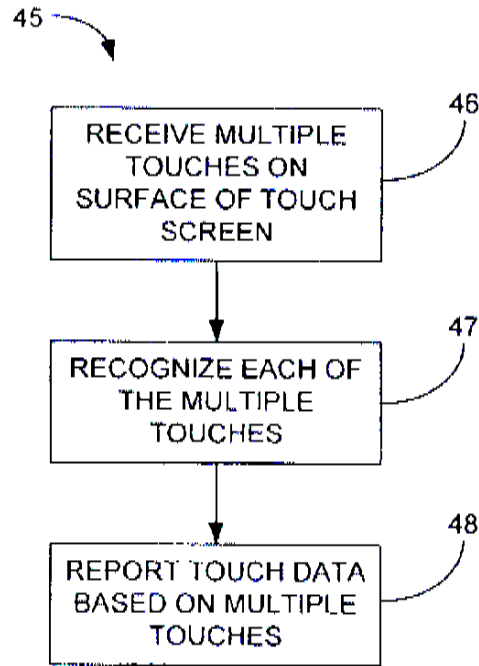 45
46
RECEIVE MULTIPLE
TOUCHES ON
SURFACE OF TOUCH
SCREEN
47
RECOGNIZE EACH OF
THE MULTIPLE
TOUCHES
48
REPORT TOUCH DATA
BASED ON MULTIPLE
TOUCHES